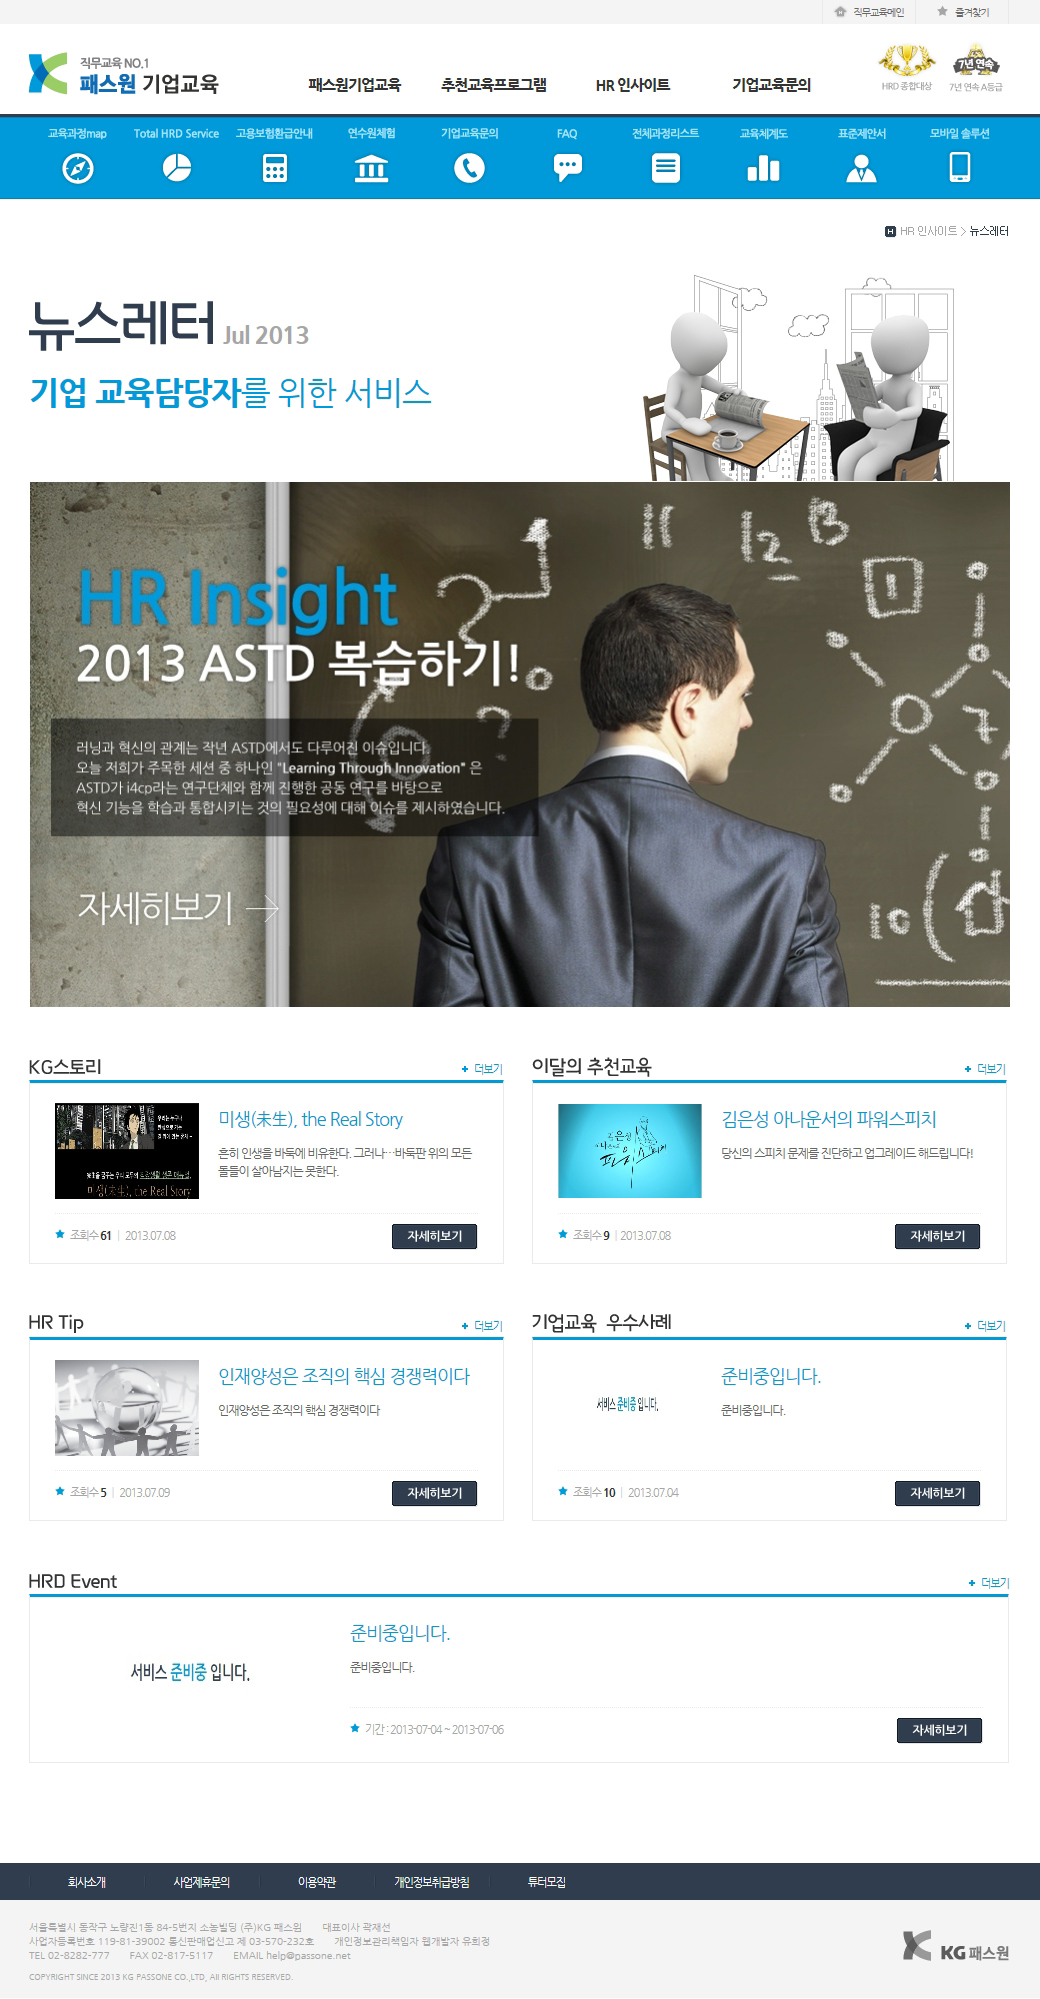 직무교육메인
즐겨찾기
직무교육 NO.1
패스원 기업교육
패스원기업교육
추천교육프로그램
HR 인사이트
기업교육문의
HRD 종합대상
7년 연속
7년 연속 A등급
교육과정map
Total HRD Service
고용보험환급안내
연수원체험
기업교육문의
FAQ
전체과정리스트
교육체계도
표준제안서
모바일 솔루션
H HR 인사이트 > 뉴스레터
뉴스레터 Jul 2013
기업 교육담당자를 위한 서비스
HR Insight
2013 ASTD 복습하기!
러닝과 혁신의 관계는 작년 ASTD에서도 다루어진 이슈입니다.
오늘 저희가 주목한 세션 중 하나인 "Learning Through Innovation" 은
ASTD가 i4cp라는 연구단체와 함께 진행한 공동 연구를 바탕으로
혁신 기능을 학습과 통합시키는 것의 필요성에 대해 이슈를 제시하였습니다.
자세히보기
KG스토리
+ 더보기
미생(未生), the Real Story
미생(未生), the Real Story
흔히 인생을 바둑에 비유한다. 그러나…바둑판 위의 모든
돌들이 살아남지는 못한다.
조회수 61 | 2013.07.08
자세히보기
이달의 추천교육
+ 더보기
김은성 아나운서의 파워스피치
당신의 스피치 문제를 진단하고 업그레이드 해드립니다!
조회수 9 | 2013.07.08
자세히보기
HR Tip
+ 더보기
인재양성은 조직의 핵심 경쟁력이다
인재양성은 조직의 핵심 경쟁력이다
조회수 5 | 2013.07.09
자세히보기
기업교육 우수사례
+ 더보기
서비스 준비중 입니다.
준비중입니다.
준비중입니다.
조회수 10 | 2013.07.04
자세히보기
HRD Event
+ 더보기
서비스 준비중 입니다.
준비중입니다.
준비중입니다.
기간 : 2013-07-04 ~ 2013-07-06
자세히보기
회사소개
사업제휴문의
이용약관
개인정보취급방침
튜터모집
서울특별시 동작구 노량진1동 84-5번지 소놈빌딩 (주)KG 패스원 대표이사 곽재선
사업자등록번호 119-81-39002 통신판매업신고 제 03-570-232호 개인정보관리책임자 웹개발자 유희정
TEL 02-8282-777 FAX 02-817-5117 EMAIL help@passone.net
COPYRIGHT SINCE 2013 KG PASSONE CO.,LTD, All RIGHTS RESERVED.
KG 패스원